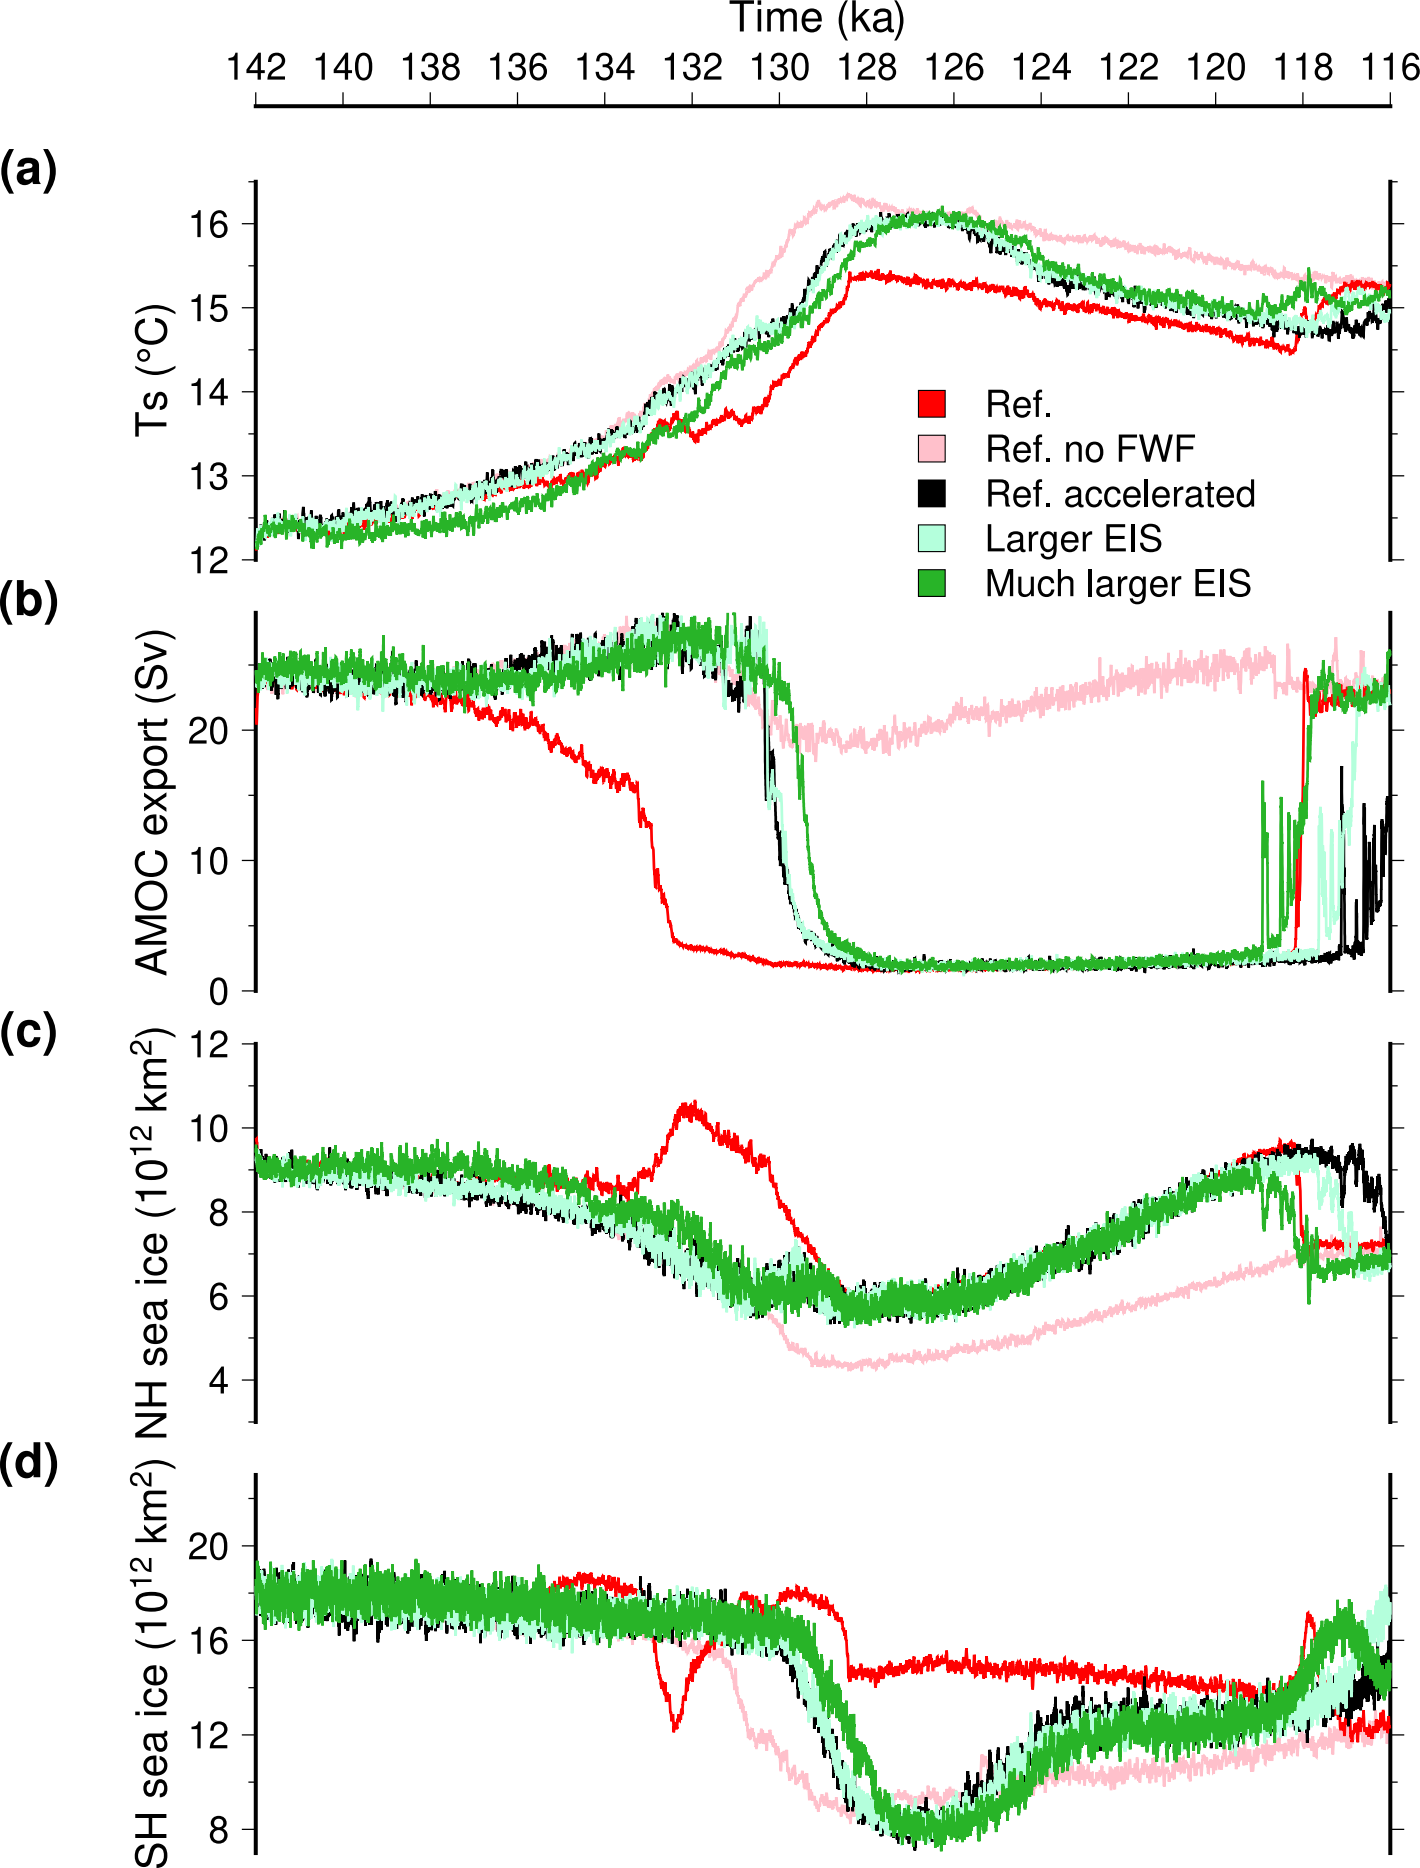 Time (ka)
142 140 138 136 134 132 130 128 126 124 122 120 118 116
(a)
Ts (°C)
16
15
14
13
12
Ref.
Ref. no FWF
Ref. accelerated
Larger EIS
Much larger EIS
(b)
AMOC export (Sv)
20
10
0
(c)
NH sea ice (10¹² km²)
12
10
8
6
4
(d)
SH sea ice (10¹² km²)
20
16
12
8